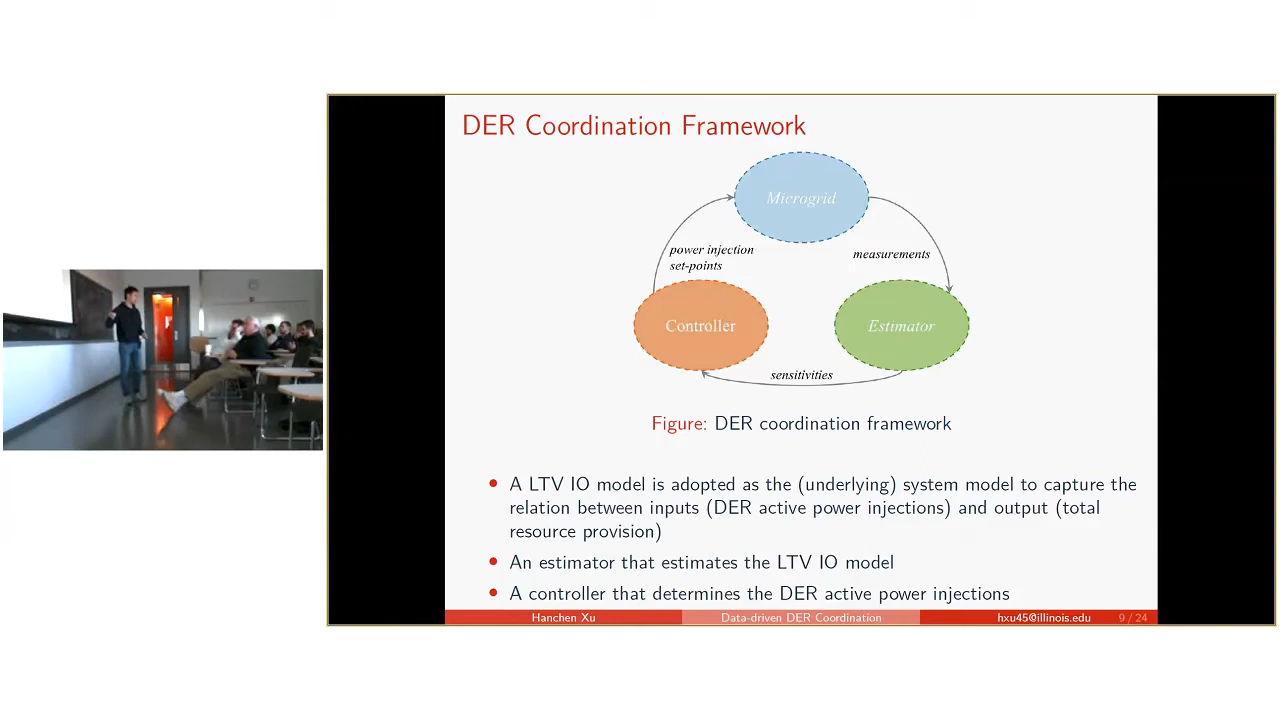 DER Coordination Framework
Microgrid
power injection
set-points
measurements
Controller
Estimator
sensitivities
Figure: DER coordination framework
• A LTV IO model is adopted as the (underlying) system model to capture the
relation between inputs (DER active power injections) and output (total
resource provision)
• An estimator that estimates the LTV IO model
• A controller that determines the DER active power injections
Hanchen Xu
Data-driven DER Coordination
hxu45@illinois.edu
9 / 24